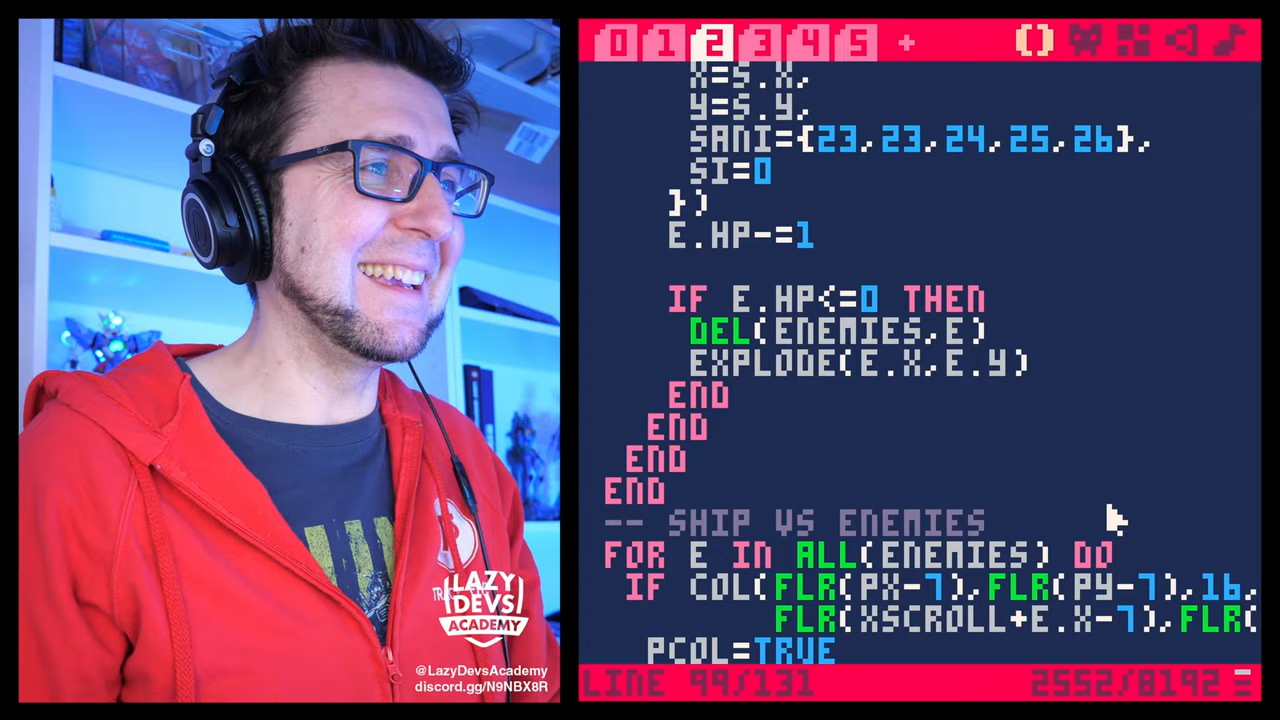 0 1 2 3 4 5 +
X=S.X,
Y=S.Y,
SANI={23,23,24,25,26},
SI=0
})
E.HP-=1
IF E.HP<=0 THEN
DEL(ENEMIES,E)
EXPLODE(E.X,E.Y)
END
END
END
END
-- SHIP VS ENEMIES
FOR E IN ALL(ENEMIES) DO
IF COL(FLR(PX-7),FLR(PY-7),16,
FLR(XSCROLL+E.X-7),FLR(
PCOL=TRUE
LINE 99/131
2552/8192
LAZY
DEVS
ACADEMY
@LazyDevsAcademy
discord.gg/N9NBX8R